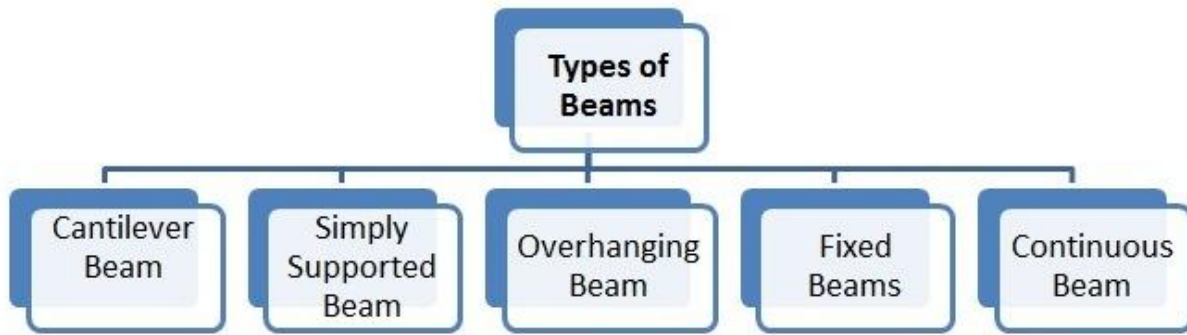 Types of
Beams
Cantilever
Beam
Simply
Supported
Beam
Overhanging
Beam
Fixed
Beams
Continuous
Beam